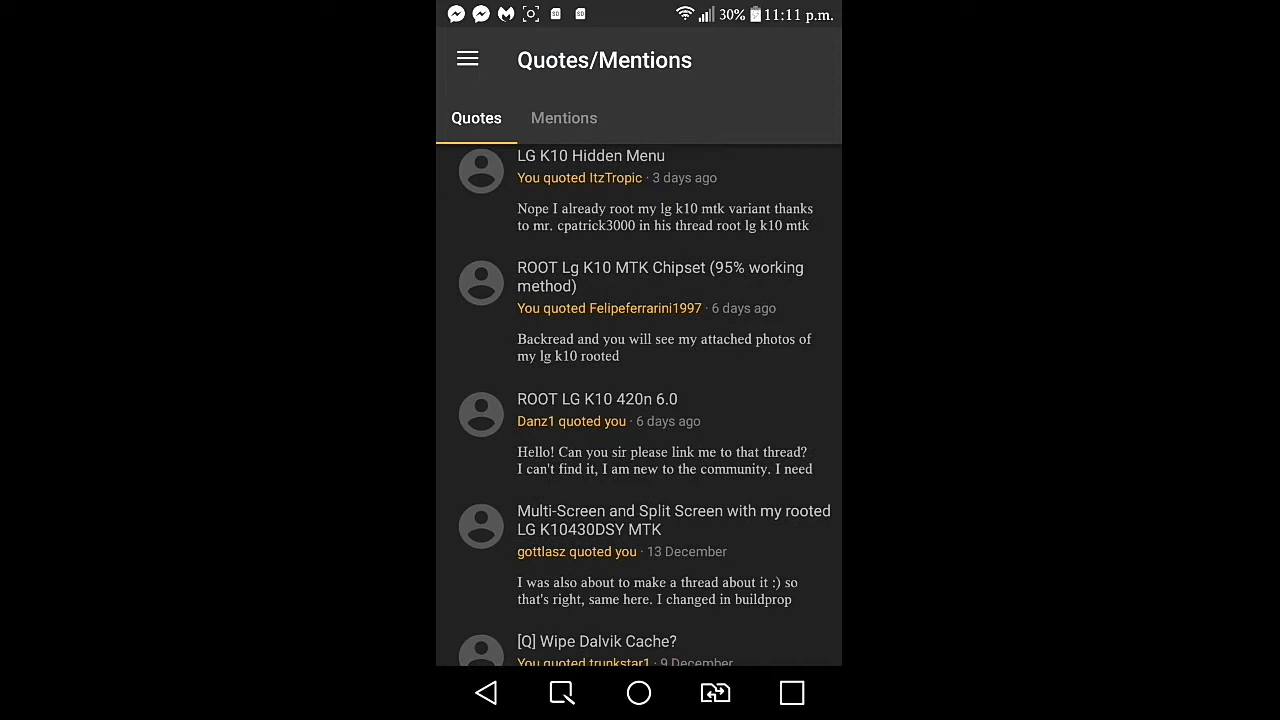 30% 11:11 p.m.
Quotes/Mentions
Quotes Mentions
LG K10 Hidden Menu
You quoted ItzTropic · 3 days ago
Nope I already root my lg k10 mtk variant thanks
to mr. cpatrick3000 in his thread root lg k10 mtk
ROOT Lg K10 MTK Chipset (95% working
method)
You quoted Felipeferrarini1997 · 6 days ago
Backread and you will see my attached photos of
my lg k10 rooted
ROOT LG K10 420n 6.0
Danz1 quoted you · 6 days ago
Hello! Can you sir please link me to that thread?
I can't find it, I am new to the community. I need
Multi-Screen and Split Screen with my rooted
LG K10430DSY MTK
gottlasz quoted you · 13 December
I was also about to make a thread about it :) so
that's right, same here. I changed in buildprop
[Q] Wipe Dalvik Cache?
You quoted trunkstar1 · 9 December